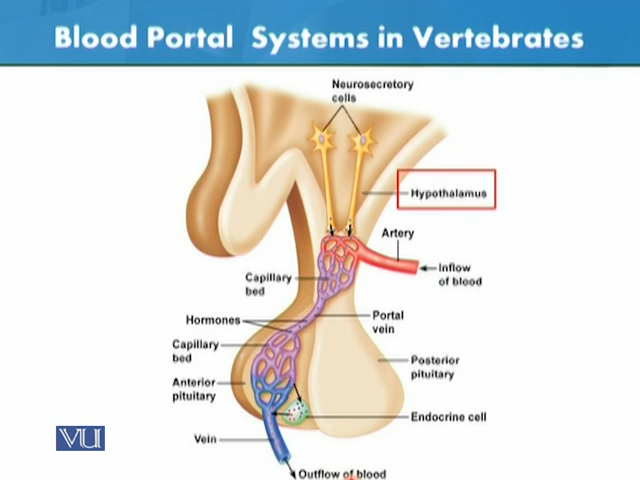 Blood Portal Systems in Vertebrates
Neurosecretory
cells
Hypothalamus
Artery
Inflow
of blood
Capillary
bed
Hormones
Portal
vein
Capillary
bed
Posterior
pituitary
Anterior
pituitary
Endocrine cell
VU
Vein
Outflow of blood